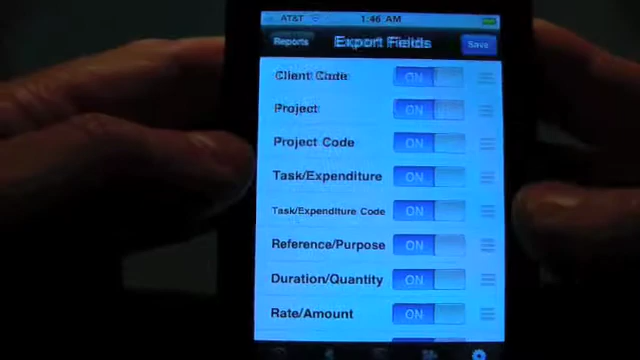 AT&T 1:46 AM
Reports Export Fields Save
Client Code ON
Project ON
Project Code ON
Task/Expenditure ON
Task/Expenditure Code ON
Reference/Purpose ON
Duration/Quantity ON
Rate/Amount ON